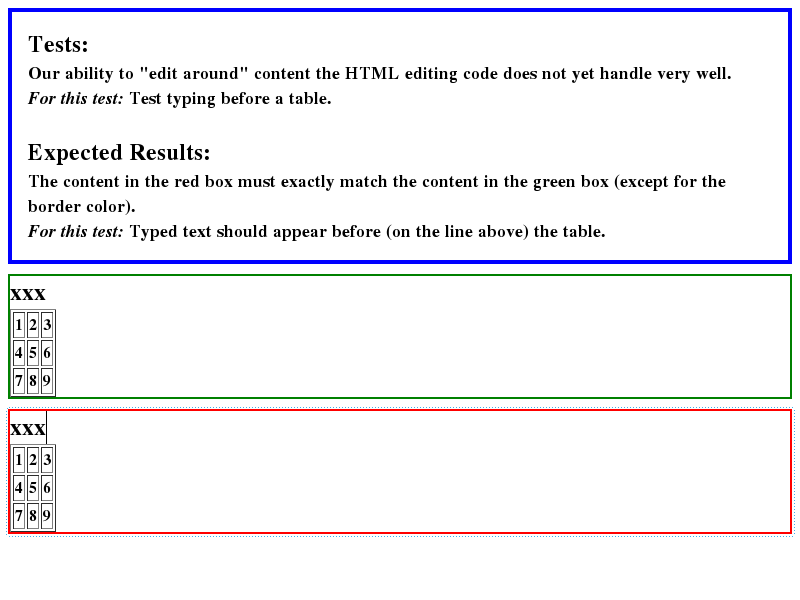 Tests:
Our ability to "edit around" content the HTML editing code does not yet handle very well.
For this test: Test typing before a table.
Expected Results:
The content in the red box must exactly match the content in the green box (except for the
border color).
For this test: Typed text should appear before (on the line above) the table.
xxx
1 2 3
4 5 6
7 8 9
xxx
1 2 3
4 5 6
7 8 9